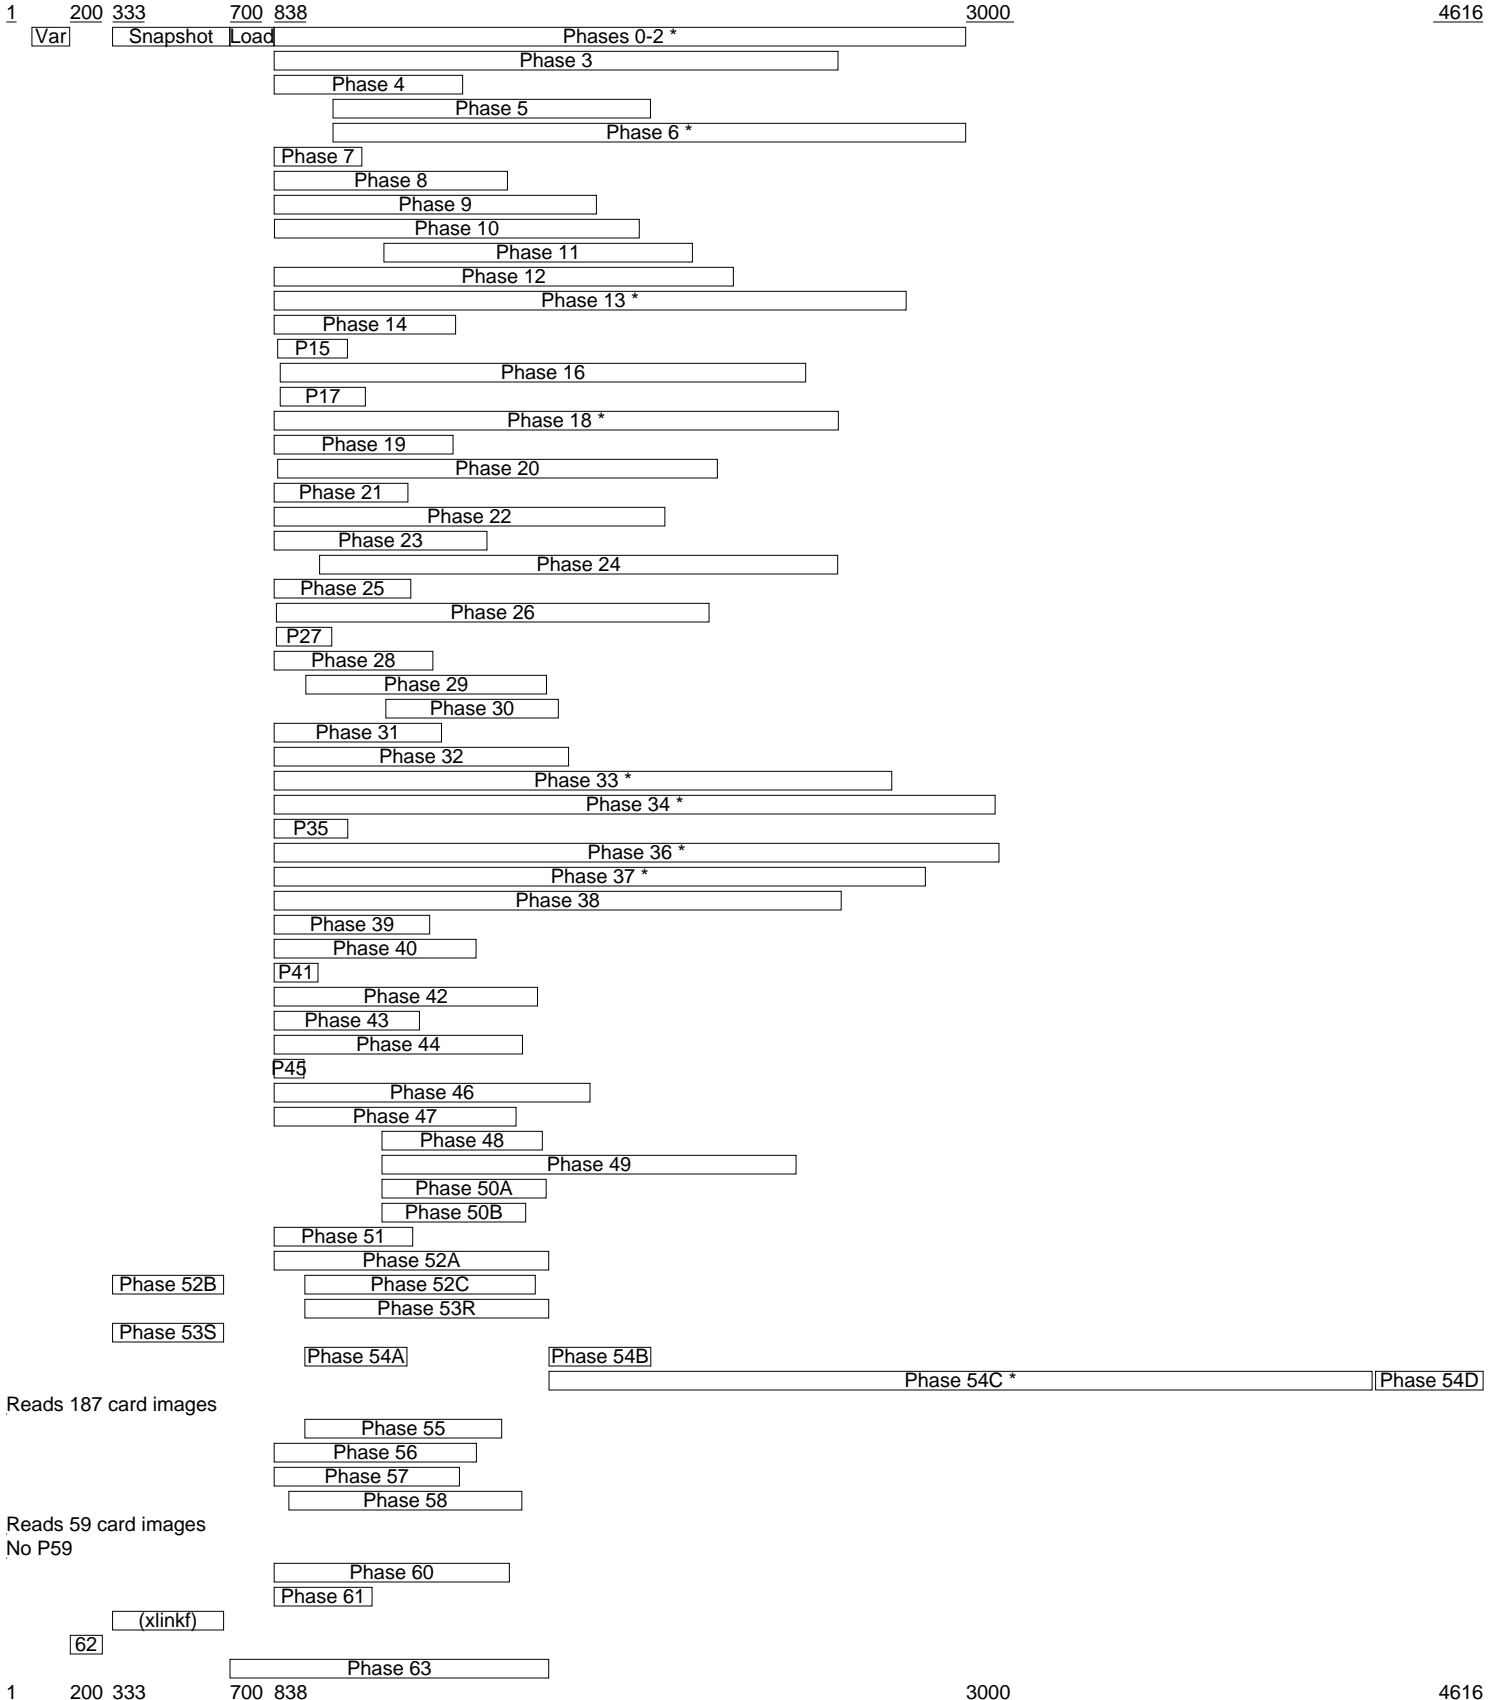 1 200 333 700 838 3000 4616
Var Snapshot Load Phases 0-2 *
Phase 3
Phase 4
Phase 5
Phase 6 *
Phase 7
Phase 8
Phase 9
Phase 10
Phase 11
Phase 12
Phase 13 *
Phase 14
P15
Phase 16
P17
Phase 18 *
Phase 19
Phase 20
Phase 21
Phase 22
Phase 23
Phase 24
Phase 25
Phase 26
P27
Phase 28
Phase 29
Phase 30
Phase 31
Phase 32
Phase 33 *
Phase 34 *
P35
Phase 36 *
Phase 37 *
Phase 38
Phase 39
Phase 40
P41
Phase 42
Phase 43
Phase 44
P45
Phase 46
Phase 47
Phase 48
Phase 49
Phase 50A
Phase 50B
Phase 51
Phase 52A
Phase 52B Phase 52C
Phase 53R
Phase 53S
Phase 54A Phase 54B
Phase 54C * Phase 54D
Reads 187 card images
Phase 55
Phase 56
Phase 57
Phase 58
Reads 59 card images
No P59
Phase 60
Phase 61
(xlinkf)
62
Phase 63
1 200 333 700 838 3000 4616